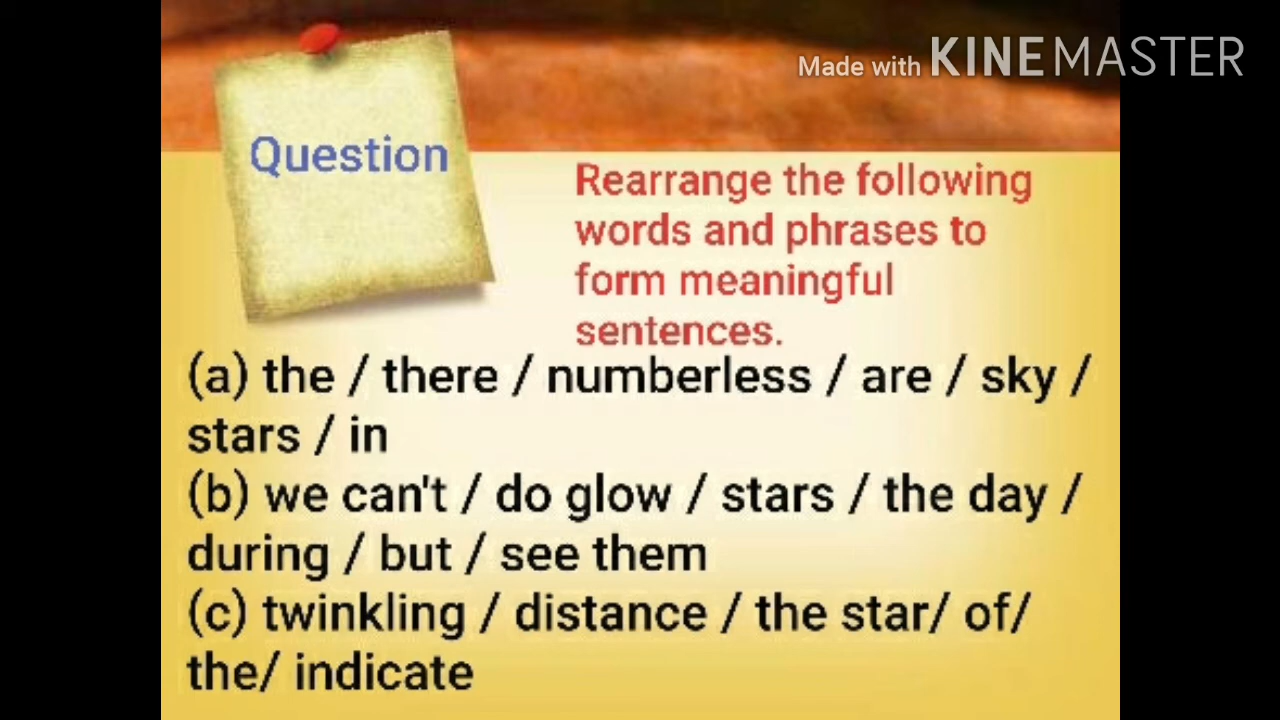 Made with KINEMASTER
Question
Rearrange the following
words and phrases to
form meaningful
sentences.
(a) the / there / numberless / are / sky /
stars / in
(b) we can't / do glow / stars / the day /
during / but / see them
(c) twinkling / distance / the star/ of/
the/ indicate